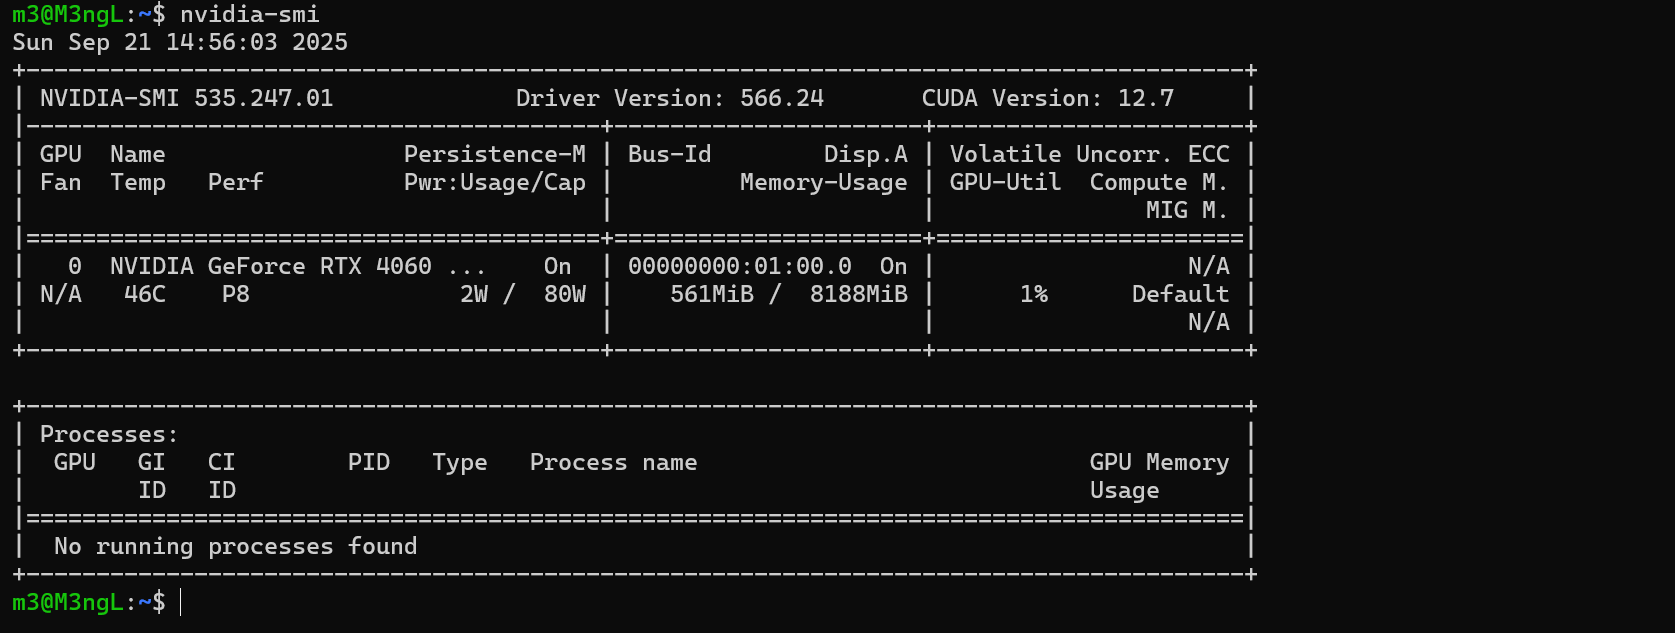 m3@M3ngL:~$ nvidia-smi
Sun Sep 21 14:56:03 2025
+---------------------------------------------------------------------------------------+
| NVIDIA-SMI 535.247.01             Driver Version: 566.24       CUDA Version: 12.7     |
|-----------------------------------------+----------------------+----------------------+
| GPU  Name                 Persistence-M | Bus-Id        Disp.A | Volatile Uncorr. ECC |
| Fan  Temp   Perf          Pwr:Usage/Cap |         Memory-Usage | GPU-Util  Compute M. |
|                                         |                      |               MIG M. |
|=========================================+======================+======================|
|   0  NVIDIA GeForce RTX 4060 ...    On  | 00000000:01:00.0  On |                  N/A |
| N/A   46C    P8               2W /  80W |    561MiB /  8188MiB |      1%      Default |
|                                         |                      |                  N/A |
+-----------------------------------------+----------------------+----------------------+

+---------------------------------------------------------------------------------------+
| Processes:                                                                            |
|  GPU   GI   CI        PID   Type   Process name                            GPU Memory |
|        ID   ID                                                             Usage      |
|=======================================================================================|
|  No running processes found                                                           |
+---------------------------------------------------------------------------------------+
m3@M3ngL:~$